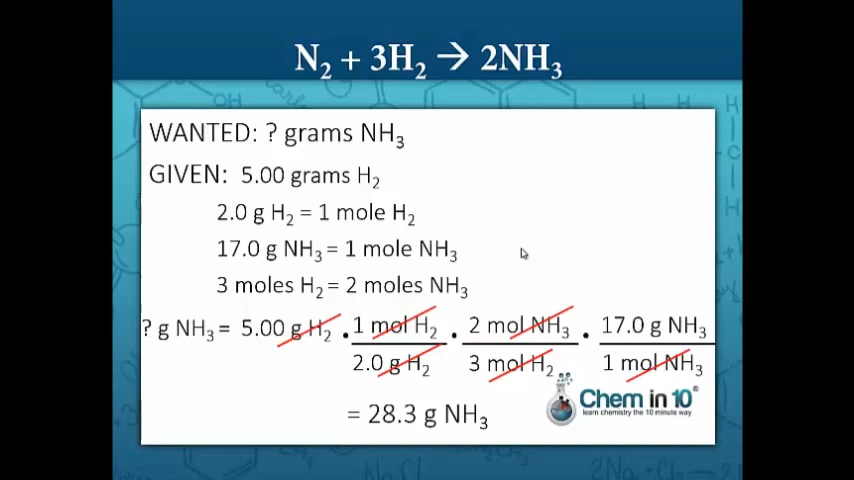 N₂ + 3H₂ → 2NH₃
WANTED: ? grams NH₃
GIVEN: 5.00 grams H₂
2.0 g H₂ = 1 mole H₂
17.0 g NH₃ = 1 mole NH₃
3 moles H₂ = 2 moles NH₃
? g NH₃ = 5.00 g H₂ · 1 mol H₂ · 2 mol NH₃ · 17.0 g NH₃
2.0 g H₂ 3 mol H₂ 1 mol NH₃
Chem in 10®
learn chemistry the 10 minute way
= 28.3 g NH₃
OH
H H
C
NaCl